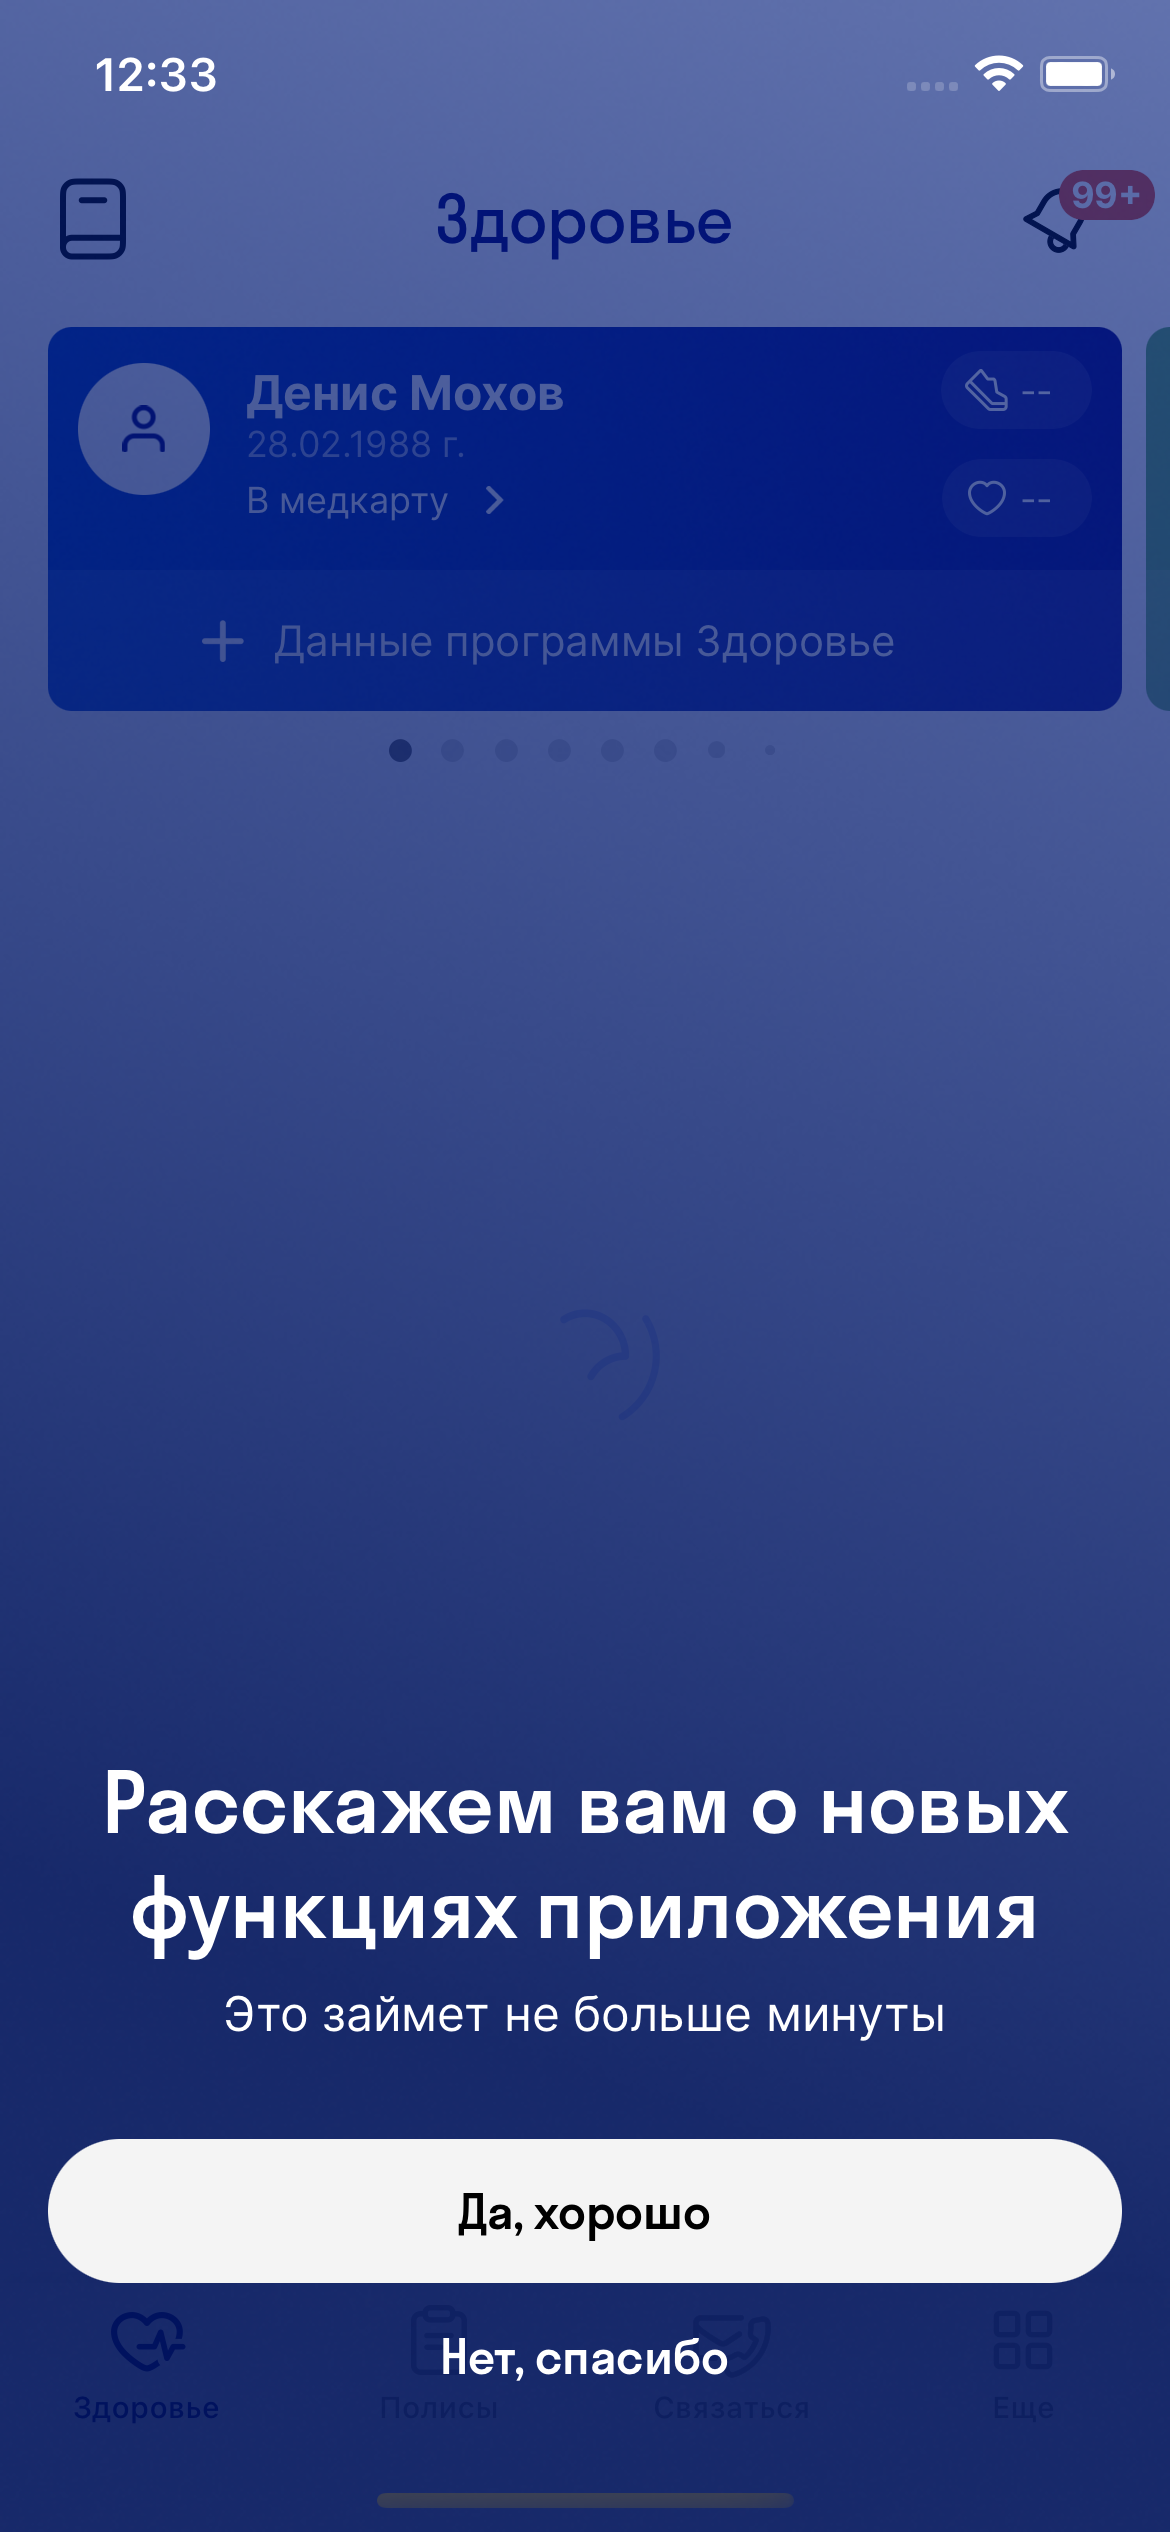 12:33
Здоровье
99+
Денис Мохов
28.02.1988 г.
В медкарту
--
--
Данные программы Здоровье
Расскажем вам о новых
функциях приложения
Это займет не больше минуты
Да, хорошо
Нет, спасибо
Здоровье
Полисы
Связаться
Еще